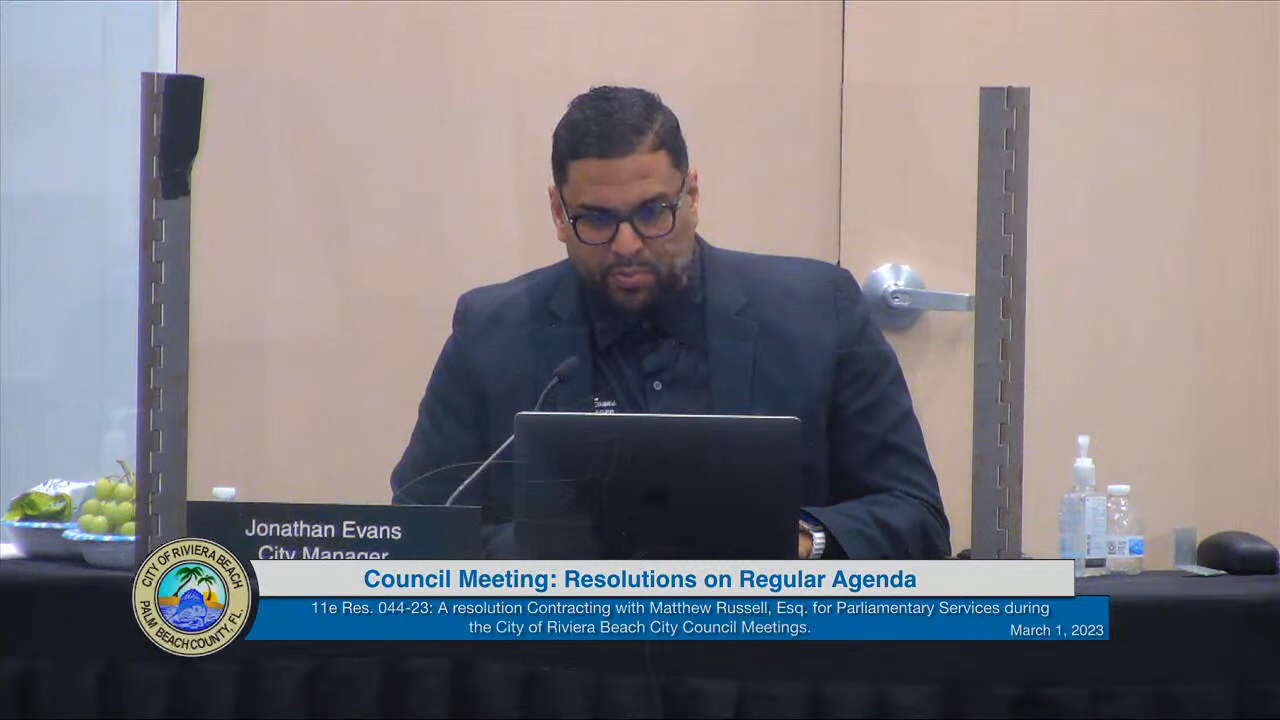 Jonathan Evans
City Manager
CITY OF RIVIERA BEACH
PALM BEACH COUNTY, FL.
Council Meeting: Resolutions on Regular Agenda
11e Res. 044-23: A resolution Contracting with Matthew Russell, Esq. for Parliamentary Services during
the City of Riviera Beach City Council Meetings.
March 1, 2023